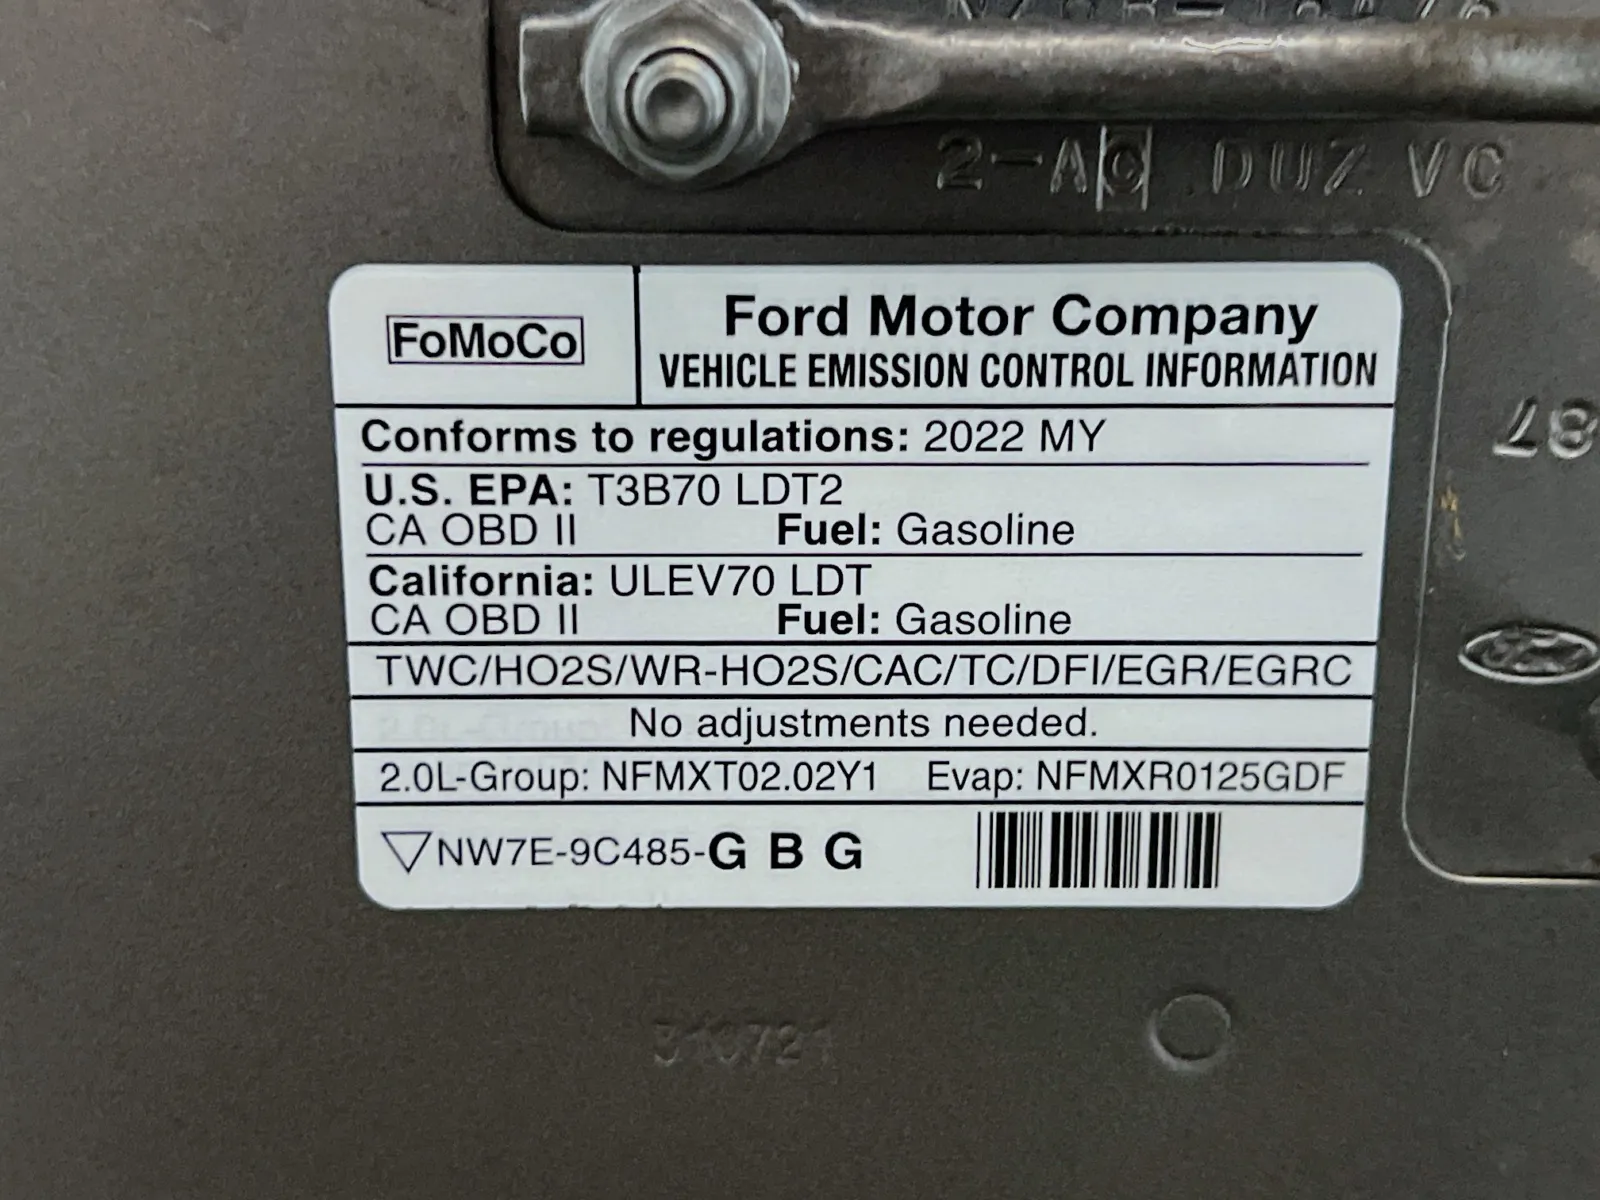 2-AC DUZ VC
FoMoCo
Ford Motor Company
VEHICLE EMISSION CONTROL INFORMATION
Conforms to regulations: 2022 MY
U.S. EPA: T3B70 LDT2
CA OBD II Fuel: Gasoline
California: ULEV70 LDT
CA OBD II Fuel: Gasoline
TWC/HO2S/WR-HO2S/CAC/TC/DFI/EGR/EGRC
No adjustments needed.
2.0L-Group: NFMXT02.02Y1 Evap: NFMXR0125GDF
NW7E-9C485-G B G
87